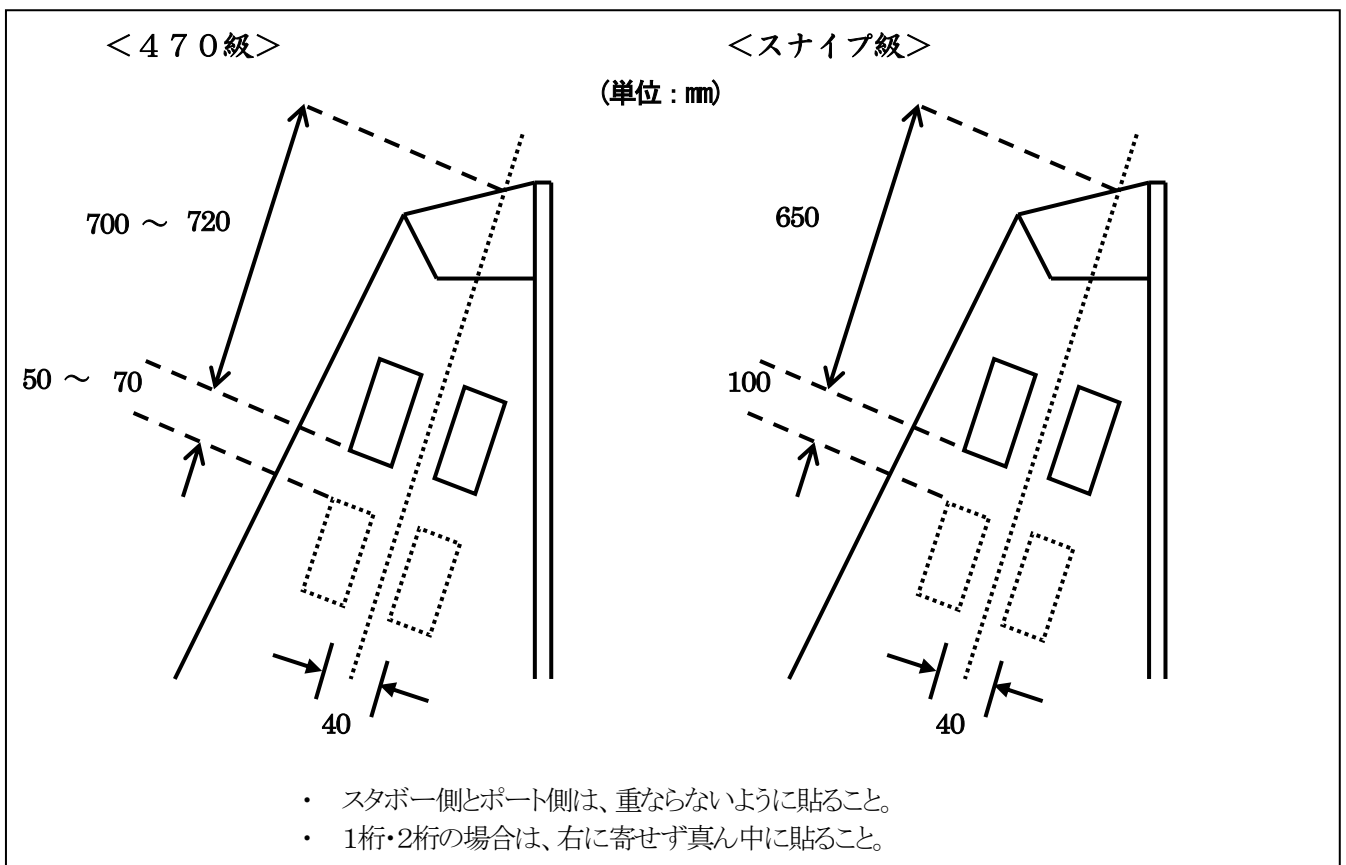 ＜４７０級＞ ＜スナイプ級＞
(単位：㎜)
700 ～ 720 650
50 ～ 70 100
40 40
・ スタボー側とポート側は、重ならないように貼ること。
・ 1桁・2桁の場合は、右に寄せず真ん中に貼ること。